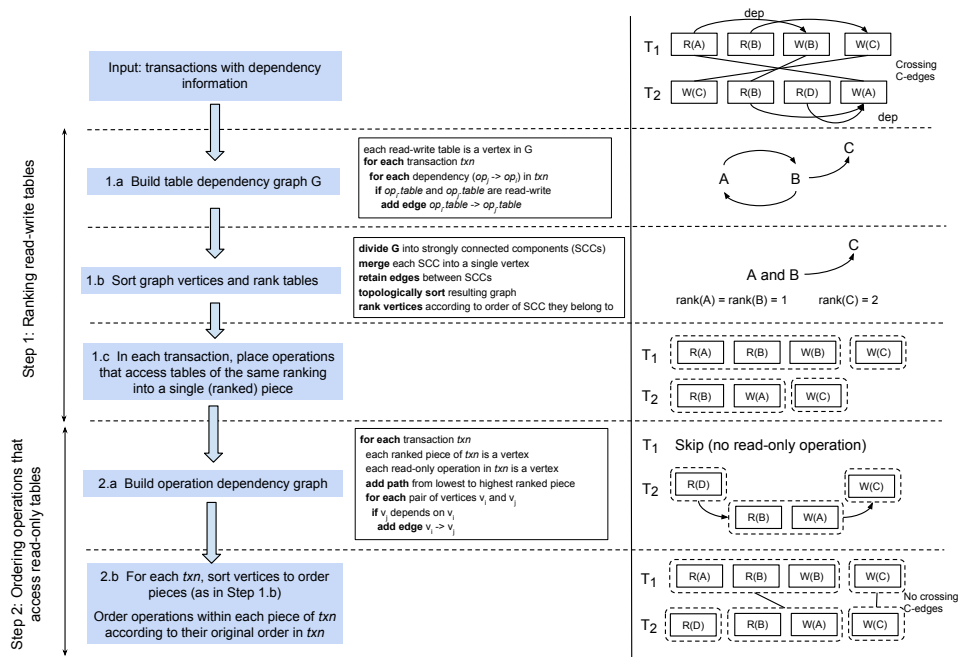 Input: transactions with dependency
information
dep
T1
R(A)
R(B)
W(B)
W(C)
Crossing
C-edges
T2
W(C)
R(B)
R(D)
W(A)
dep
Step 1: Ranking read-write tables
1.a Build table dependency graph G
each read-write table is a vertex in G
for each transaction txn
for each dependency (opj -> opi) in txn
if opi.table and opj.table are read-write
add edge opi.table -> opj.table
A
B
C
1.b Sort graph vertices and rank tables
divide G into strongly connected components (SCCs)
merge each SCC into a single vertex
retain edges between SCCs
topologically sort resulting graph
rank vertices according to order of SCC they belong to
C
A and B
rank(A) = rank(B) = 1
rank(C) = 2
1.c In each transaction, place operations
that access tables of the same ranking
into a single (ranked) piece
T1
R(A)
R(B)
W(B)
W(C)
T2
R(B)
W(A)
W(C)
Step 2: Ordering operations that
access read-only tables
2.a Build operation dependency graph
for each transaction txn
each ranked piece of txn is a vertex
each read-only operation in txn is a vertex
add path from lowest to highest ranked piece
for each pair of vertices vi and vj
if vj depends on vi
add edge vi -> vj
T1 Skip (no read-only operation)
T2
R(D)
R(B)
W(A)
W(C)
2.b For each txn, sort vertices to order
pieces (as in Step 1.b)
Order operations within each piece of txn
according to their original order in txn
T1
R(A)
R(B)
W(B)
W(C)
No crossing
C-edges
T2
R(D)
R(B)
W(A)
W(C)